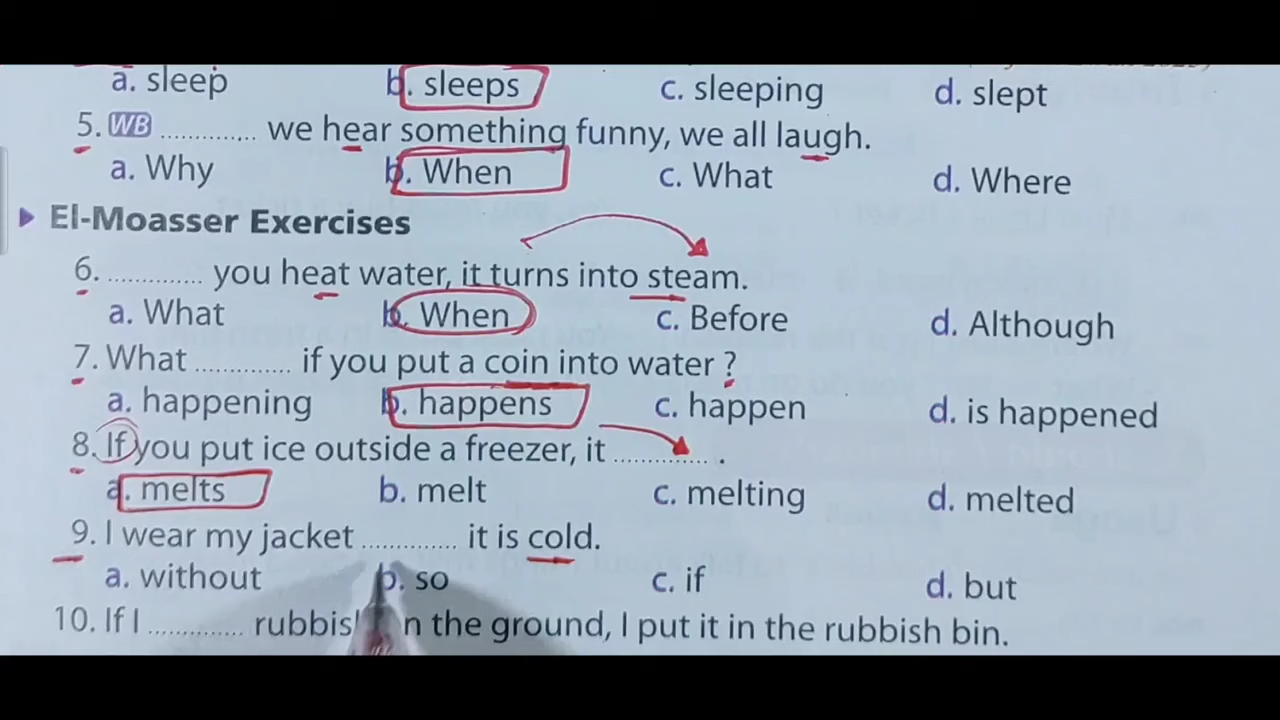 a. sleep b. sleeps c. sleeping d. slept
5. WB ............. we hear something funny, we all laugh.
a. Why b. When c. What d. Where
El-Moasser Exercises
6. ............. you heat water, it turns into steam.
a. What b. When c. Before d. Although
7. What ............. if you put a coin into water ?
a. happening b. happens c. happen d. is happened
8. If you put ice outside a freezer, it ............. .
a. melts b. melt c. melting d. melted
9. I wear my jacket ............. it is cold.
a. without b. so c. if d. but
10. If I ............. the ground, I put it in the rubbish bin.